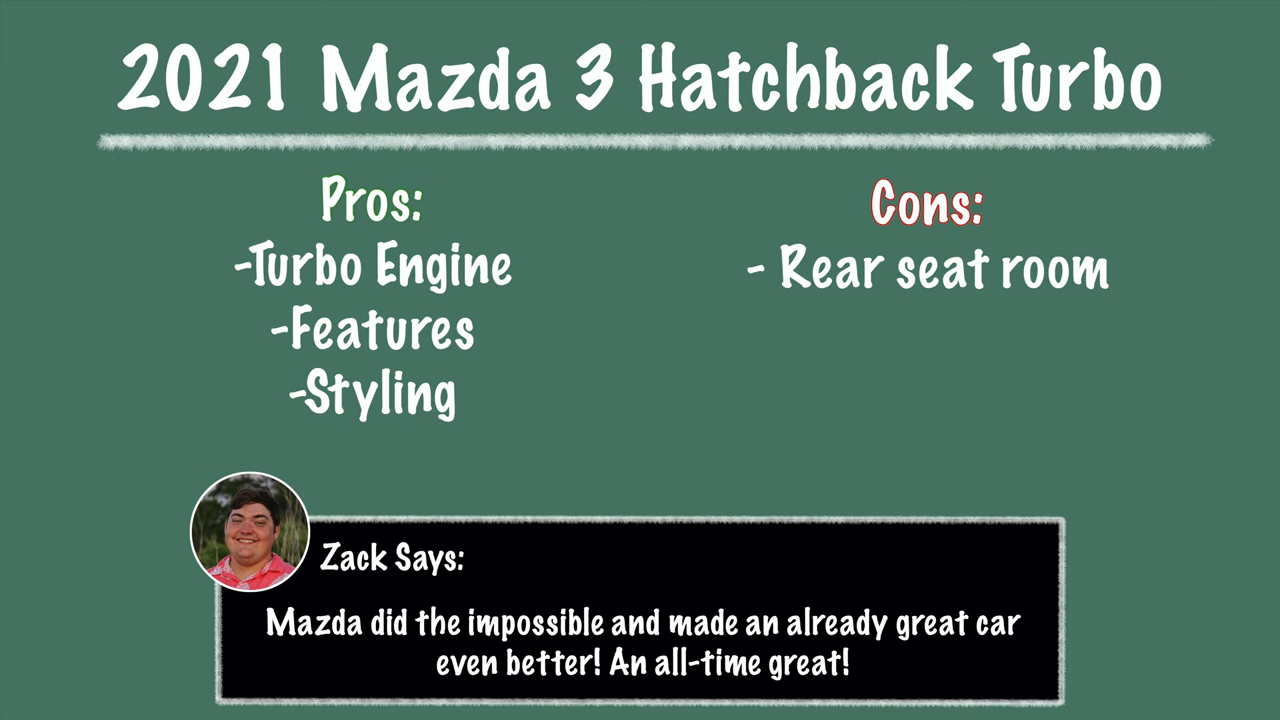 2021 Mazda 3 Hatchback Turbo
Pros:
-Turbo Engine
-Features
-Styling
Cons:
- Rear seat room
Zack Says:
Mazda did the impossible and made an already great car
even better! An all-time great!